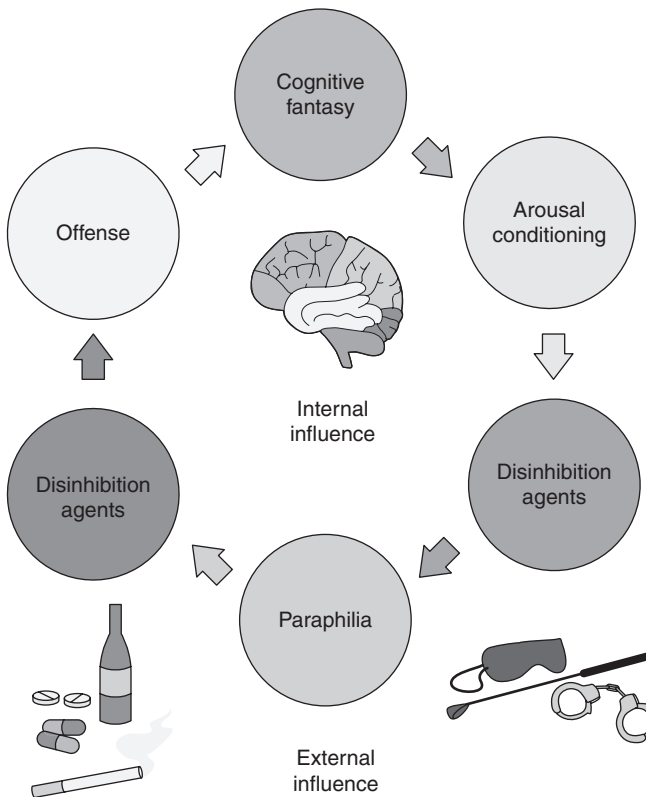 Cognitive
fantasy
Arousal
conditioning
Disinhibition
agents
Paraphilia
Disinhibition
agents
Offense
Internal
influence
External
influence